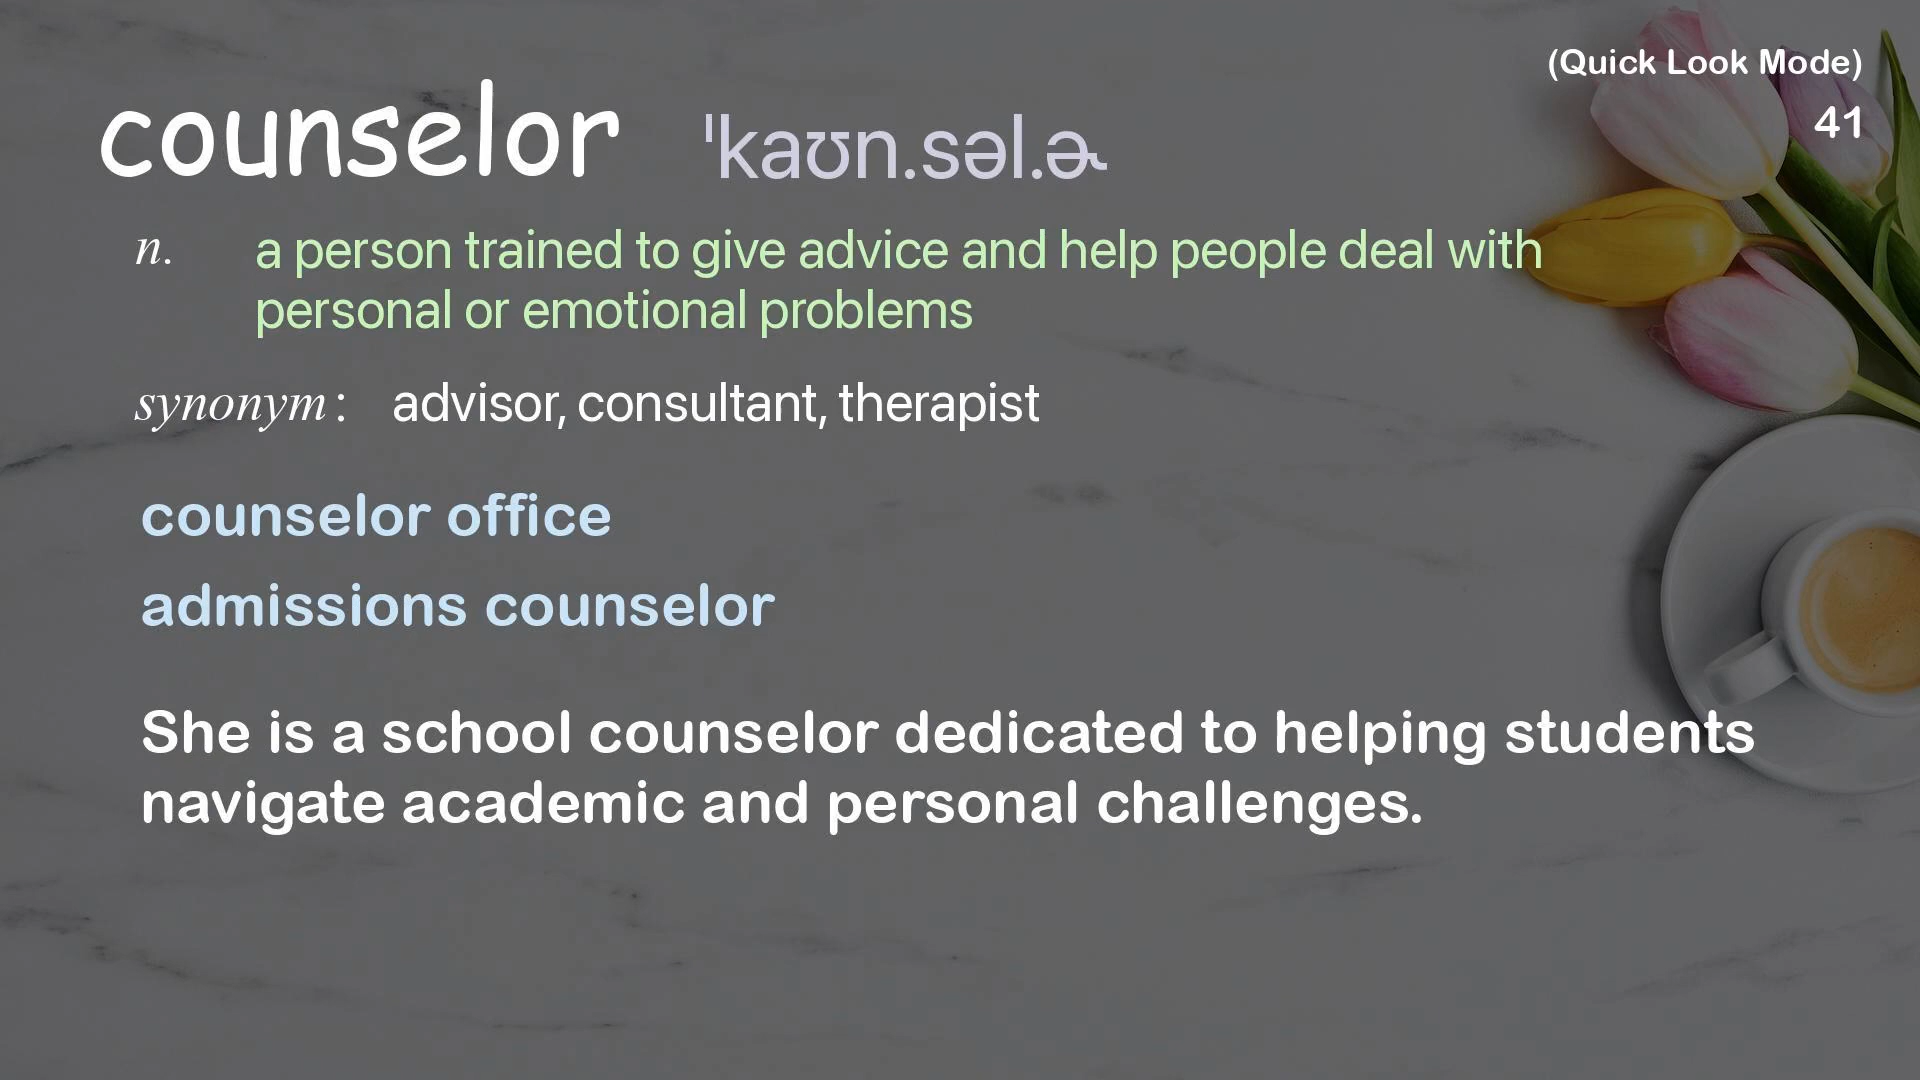 (Quick Look Mode)
41
counselor ˈkaʊn.səl.ɚ
n. a person trained to give advice and help people deal with
personal or emotional problems
synonym: advisor, consultant, therapist
counselor office
admissions counselor
She is a school counselor dedicated to helping students
navigate academic and personal challenges.